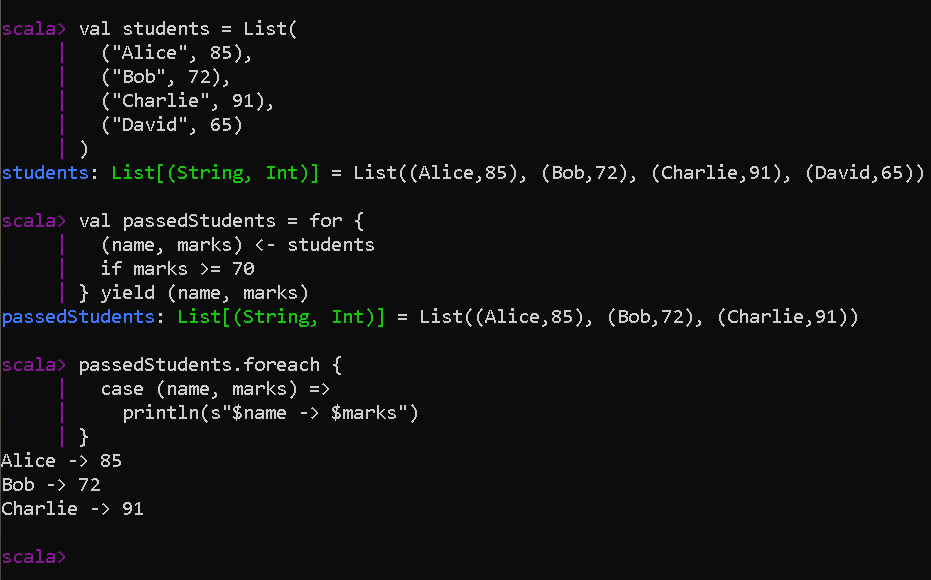 scala> val students = List(
     |   ("Alice", 85),
     |   ("Bob", 72),
     |   ("Charlie", 91),
     |   ("David", 65)
     | )
students: List[(String, Int)] = List((Alice,85), (Bob,72), (Charlie,91), (David,65))
scala> val passedStudents = for {
     |   (name, marks) <- students
     |   if marks >= 70
     | } yield (name, marks)
passedStudents: List[(String, Int)] = List((Alice,85), (Bob,72), (Charlie,91))
scala> passedStudents.foreach {
     |   case (name, marks) =>
     |     println(s"$name -> $marks")
     | }
Alice -> 85
Bob -> 72
Charlie -> 91
scala>